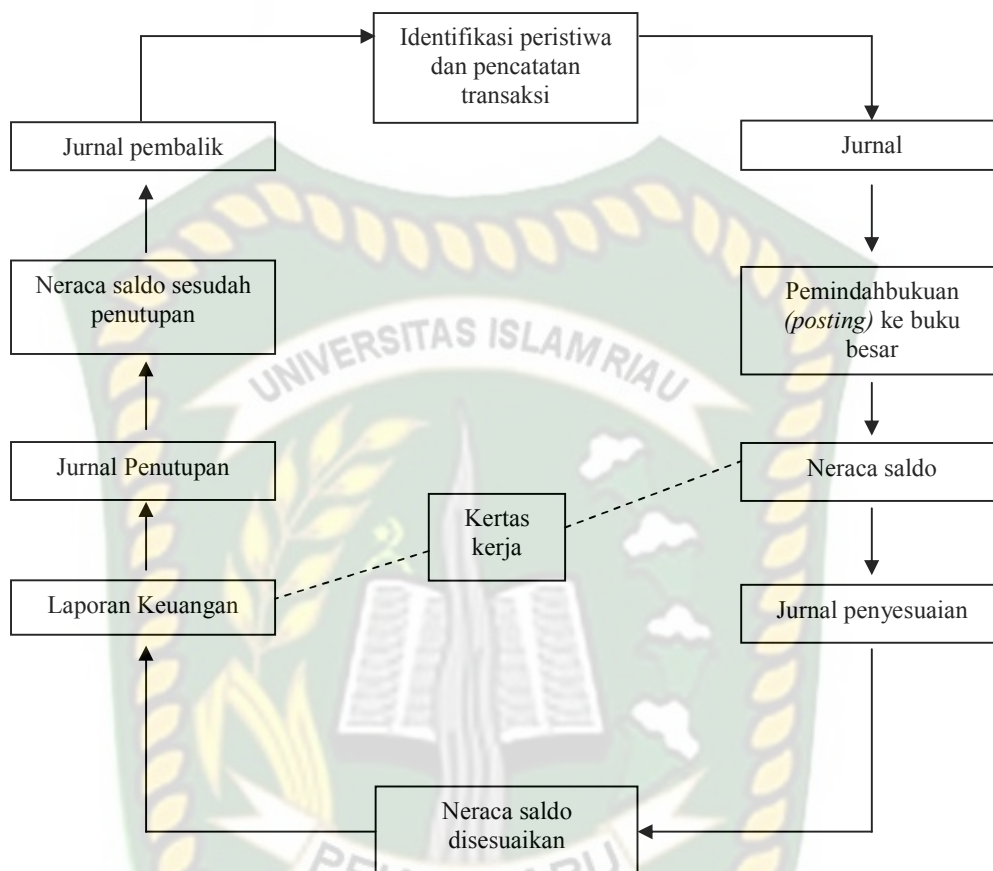 Identifikasi peristiwa
dan pencatatan
transaksi
Jurnal pembalik
Jurnal
Neraca saldo sesudah
penutupan
Pemindahbukuan
(posting) ke buku
besar
UNIVERSITAS ISLAM RIAU
Jurnal Penutupan
Neraca saldo
Kertas
kerja
Laporan Keuangan
Jurnal penyesuaian
Neraca saldo
disesuaikan